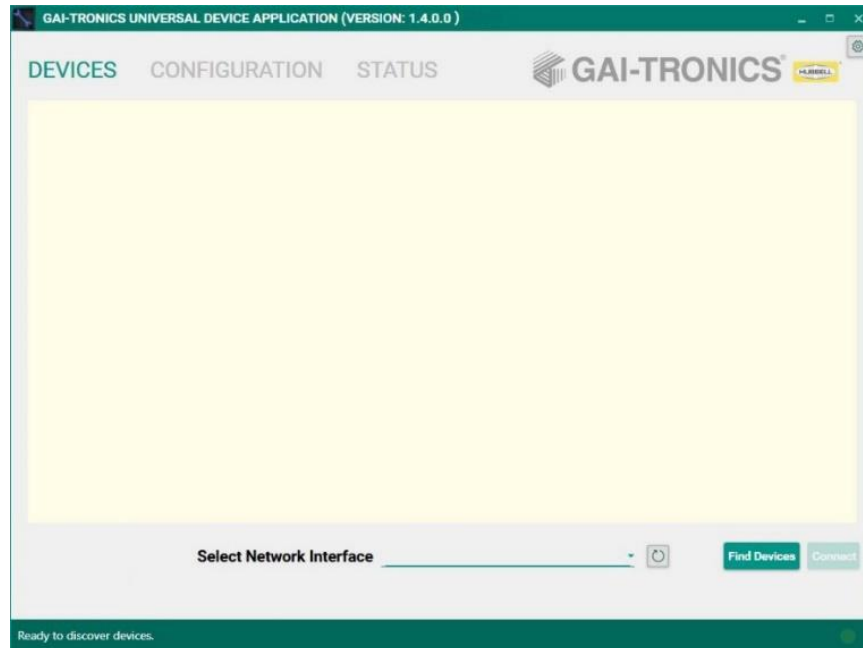 GAI-TRONICS UNIVERSAL DEVICE APPLICATION (VERSION: 1.4.0.0 )
DEVICES CONFIGURATION STATUS GAI-TRONICS® HUBBELL
Select Network Interface Find Devices Connect
Ready to discover devices.